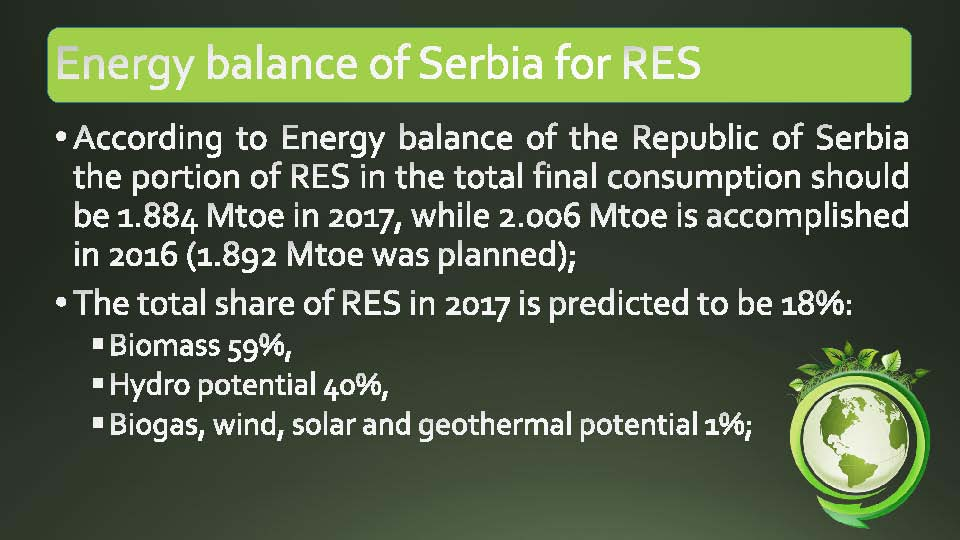 Energy balance of Serbia for RES
• According to Energy balance of the Republic of Serbia
the portion of RES in the total final consumption should
be 1.884 Mtoe in 2017, while 2.006 Mtoe is accomplished
in 2016 (1.892 Mtoe was planned);
• The total share of RES in 2017 is predicted to be 18%:
▪ Biomass 59%,
▪ Hydro potential 40%,
▪ Biogas, wind, solar and geothermal potential 1%;